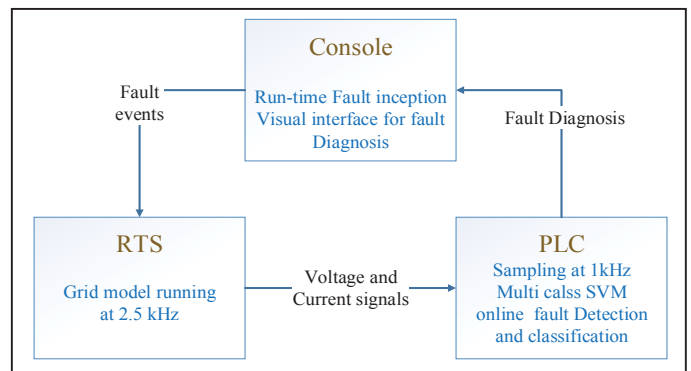 Console
Run-time Fault inception
Visual interface for fault
Diagnosis
Fault
events
Fault Diagnosis
RTS
Grid model running
at 2.5 kHz
Voltage and
Current signals
PLC
Sampling at 1kHz
Multi calss SVM
online fault Detection
and classification